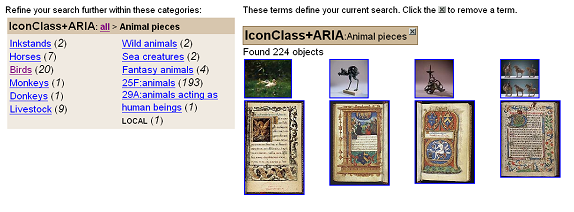 Refine your search further within these categories:
IconClass+ARIA: all > Animal pieces
Inkstands (2)
Horses (7)
Birds (20)
Monkeys (1)
Donkeys (1)
Livestock (9)
Wild animals (2)
Sea creatures (2)
Fantasy animals (4)
25F:animals (193)
29A:animals acting as
human beings (1)
LOCAL (1)
These terms define your current search. Click the x to remove a term.
IconClass+ARIA:Animal pieces x
Found 224 objects